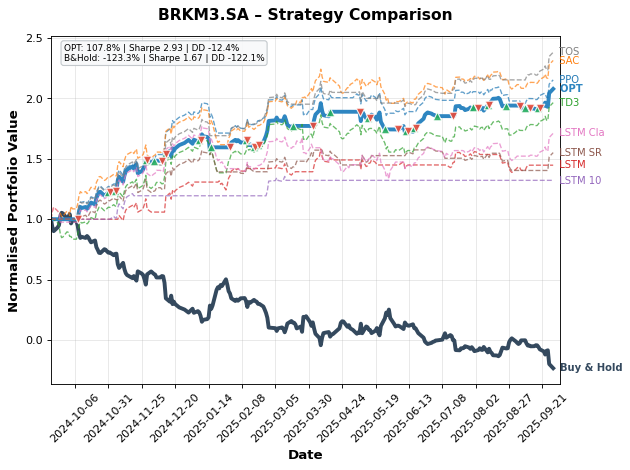 BRKM3.SA – Strategy Comparison
OPT: 107.8% | Sharpe 2.93 | DD -12.4%
B&Hold: -123.3% | Sharpe 1.67 | DD -122.1%
Normalised Portfolio Value
2.5
2.0
1.5
1.0
0.5
0.0
TOS
SAC
PPO
OPT
TD3
LSTM Cla
LSTM SR
LSTM
LSTM 10
Buy & Hold
2024-10-06
2024-10-31
2024-11-25
2024-12-20
2025-01-14
2025-02-08
2025-03-05
2025-03-30
2025-04-24
2025-05-19
2025-06-13
2025-07-08
2025-08-02
2025-08-27
2025-09-21
Date